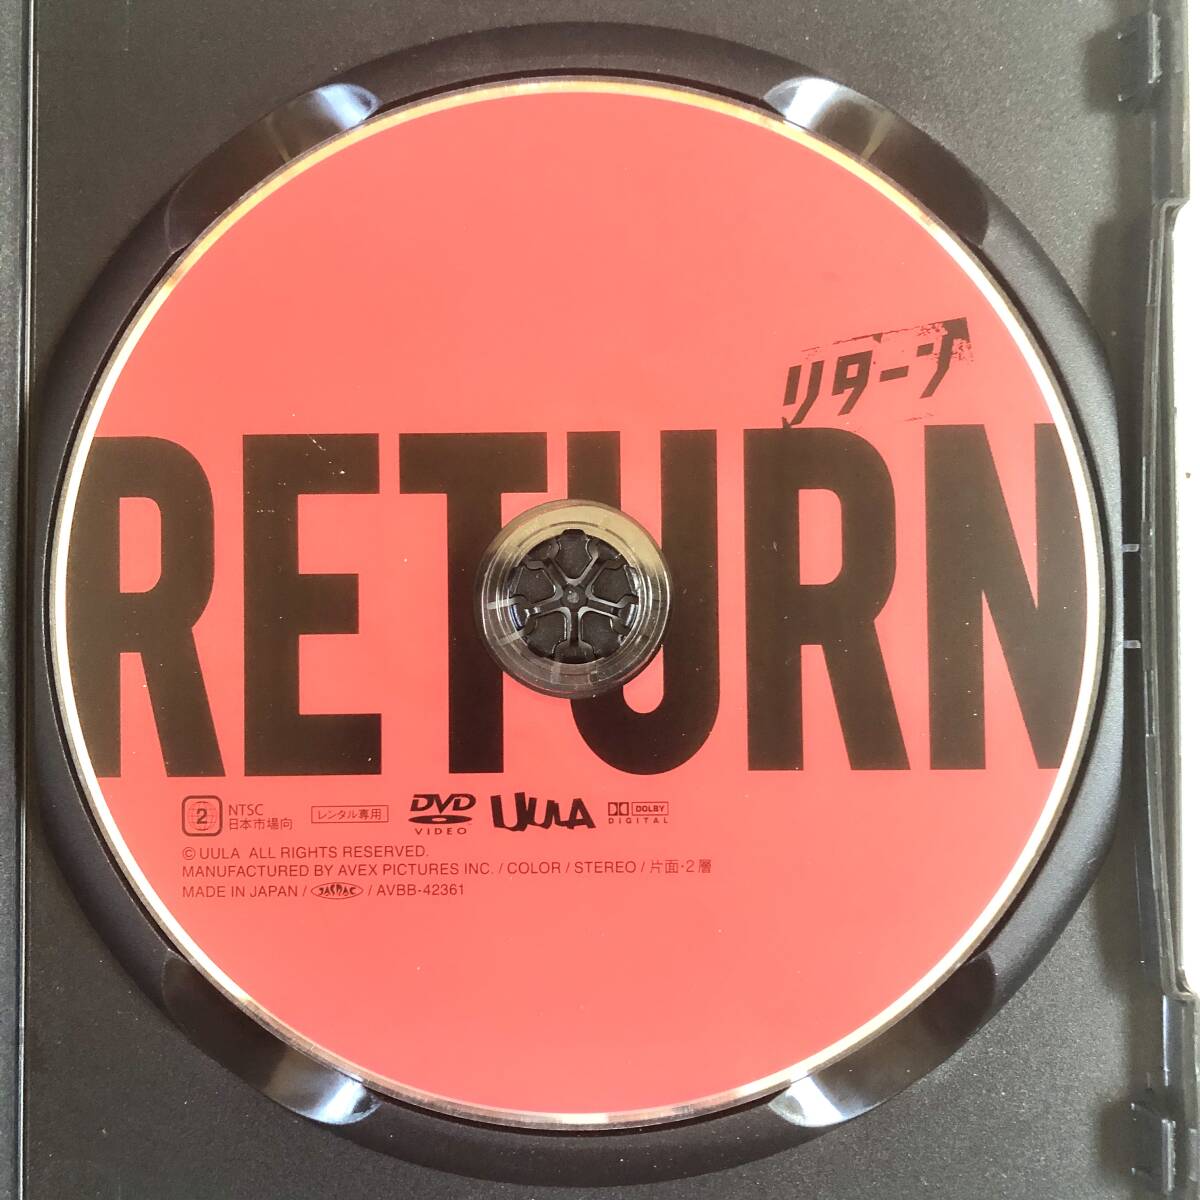 リターン
RETURN
2 NTSC
日本市場向
レンタル専用
DVD
VIDEO
UULA
DOLBY
DIGITAL
© UULA ALL RIGHTS RESERVED.
MANUFACTURED BY AVEX PICTURES INC. / COLOR / STEREO / 片面・2層
MADE IN JAPAN / JASRAC / AVBB-42361